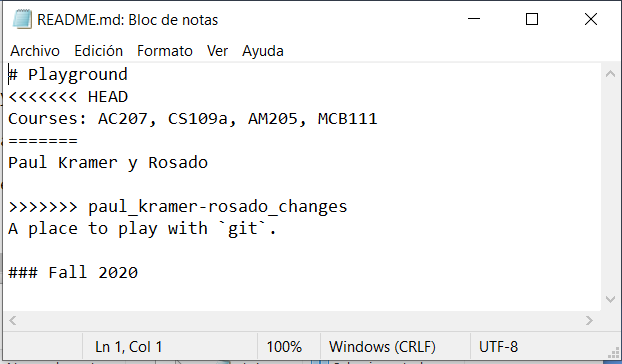 README.md: Bloc de notas
Archivo Edición Formato Ver Ayuda
# Playground
<<<<<<< HEAD
Courses: AC207, CS109a, AM205, MCB111
=======
Paul Kramer y Rosado
>>>>>>> paul_kramer-rosado_changes
A place to play with `git`.
### Fall 2020
Ln 1, Col 1 100% Windows (CRLF) UTF-8